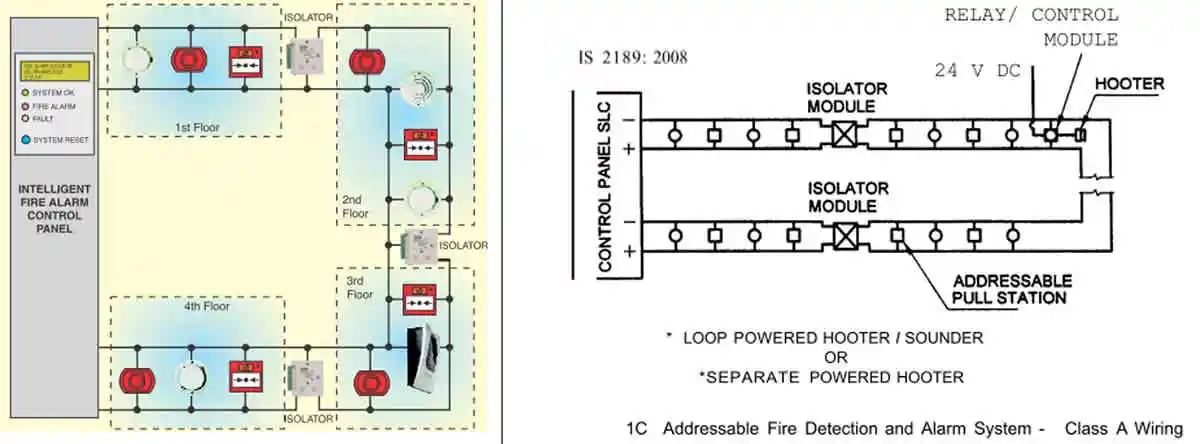 ISOLATOR
SYSTEM OK
FIRE ALARM
FAULT
SYSTEM RESET
INTELLIGENT
FIRE ALARM
CONTROL
PANEL
1st Floor
2nd
Floor
ISOLATOR
3rd
Floor
4th Floor
ISOLATOR
RELAY/ CONTROL
MODULE
IS 2189: 2008
24 V DC
HOOTER
ISOLATOR
MODULE
CONTROL PANEL SLC
−
+
ISOLATOR
MODULE
−
+
ADDRESSABLE
PULL STATION
* LOOP POWERED HOOTER / SOUNDER
OR
*SEPARATE POWERED HOOTER
1C Addressable Fire Detection and Alarm System - Class A Wiring